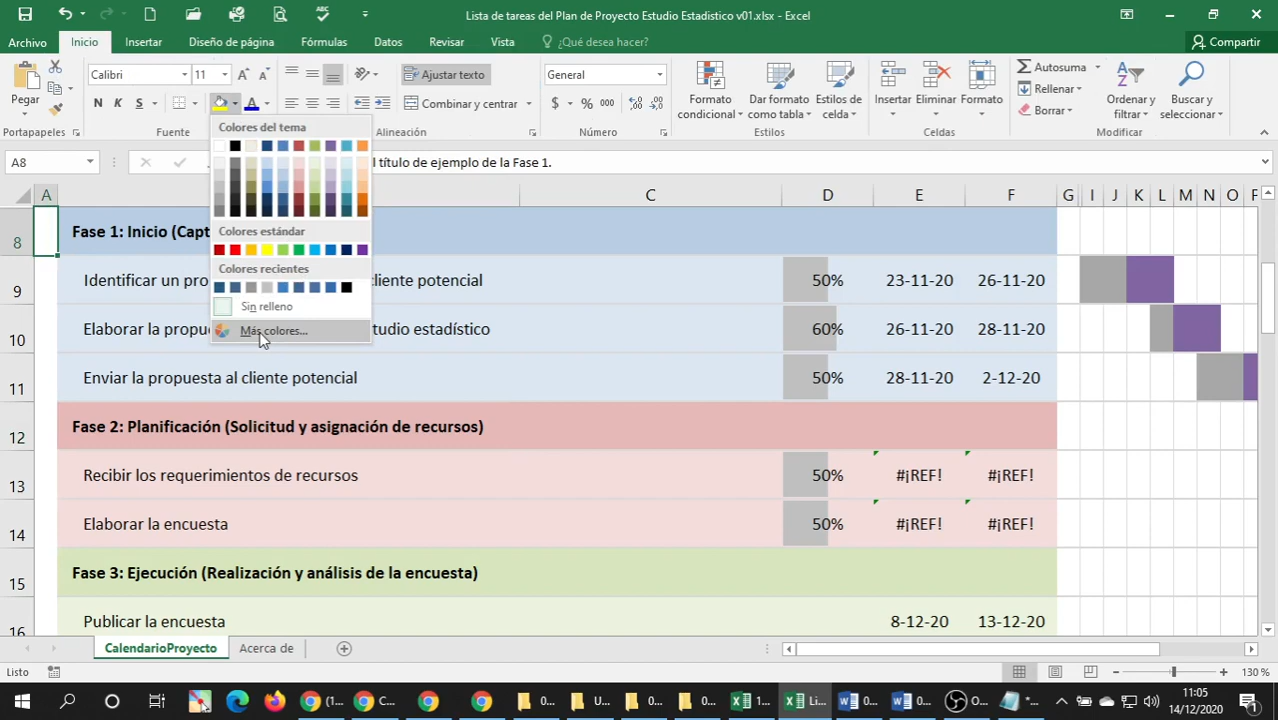 Lista de tareas del Plan de Proyecto Estudio Estadistico v01.xlsx - Excel
Archivo Inicio Insertar Diseño de página Fórmulas Datos Revisar Vista ¿Qué desea hacer? Compartir
Pegar
Portapapeles
Calibri 11
N K S
Fuente
Ajustar texto
Combinar y centrar
Alineación
General
$ % 000
Número
Formato condicional
Dar formato como tabla
Estilos de celda
Estilos
Insertar Eliminar Formato
Celdas
Autosuma
Rellenar
Borrar
Ordenar y filtrar
Buscar y seleccionar
Modificar
Colores del tema
Colores estándar
Colores recientes
Sin relleno
Más colores...
A8 l título de ejemplo de la Fase 1.
A C D E F G I J K L M N O
8 Fase 1: Inicio (Capt
9 Identificar un pro cliente potencial 50% 23-11-20 26-11-20
10 Elaborar la propu tudio estadístico 60% 26-11-20 28-11-20
11 Enviar la propuesta al cliente potencial 50% 28-11-20 2-12-20
12 Fase 2: Planificación (Solicitud y asignación de recursos)
13 Recibir los requerimientos de recursos 50% #¡REF! #¡REF!
14 Elaborar la encuesta 50% #¡REF! #¡REF!
15 Fase 3: Ejecución (Realización y análisis de la encuesta)
16 Publicar la encuesta 8-12-20 13-12-20
CalendarioProyecto Acerca de
Listo 130 %
(1... C... 0... U... 0... 0... 1... Li... 0... 0... O... *...
11:05
14/12/2020